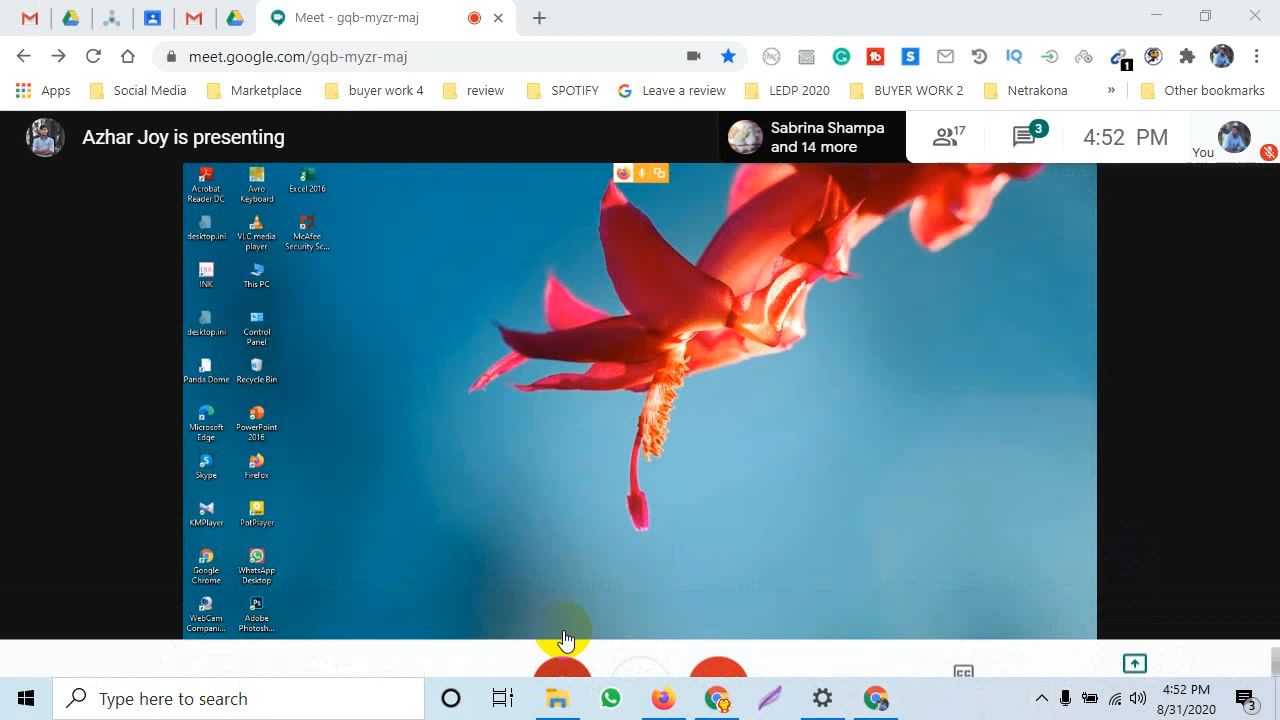 Meet - gqb-myzr-maj
meet.google.com/gqb-myzr-maj
1
Apps
Social Media
Marketplace
buyer work 4
review
SPOTIFY
Leave a review
LEDP 2020
BUYER WORK 2
Netrakona
»
Other bookmarks
Azhar Joy is presenting
Sabrina Shampa
and 14 more
17
3
4:52 PM
You
Acrobat
Reader DC
Avro
Keyboard
Excel 2016
desktop.ini
VLC media
player
McAfee
Security Sc...
INK
INK
This PC
desktop.ini
Control
Panel
Panda Dome
Recycle Bin
Microsoft
Edge
PowerPoint
2016
Skype
Firefox
KMPlayer
PotPlayer
Google
Chrome
WhatsApp
Desktop
WebCam
Compani...
Adobe
Photosh...
Type here to search
4:52 PM
8/31/2020
3